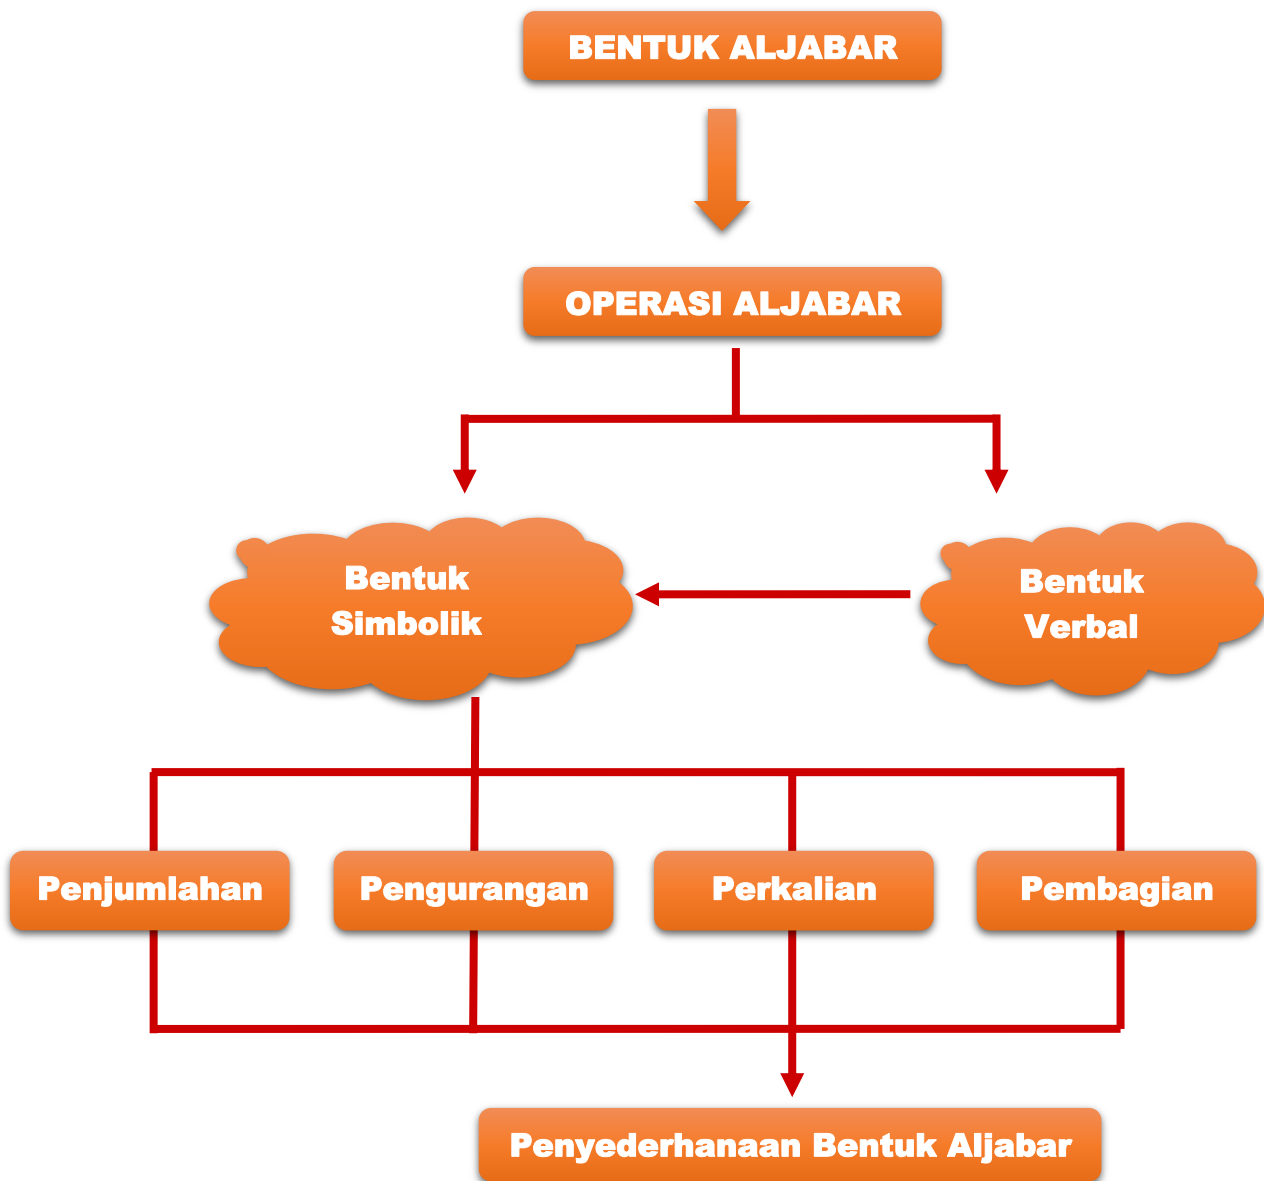 BENTUK ALJABAR
OPERASI ALJABAR
Bentuk
Simbolik
Bentuk
Verbal
Penjumlahan
Pengurangan
Perkalian
Pembagian
Penyederhanaan Bentuk Aljabar